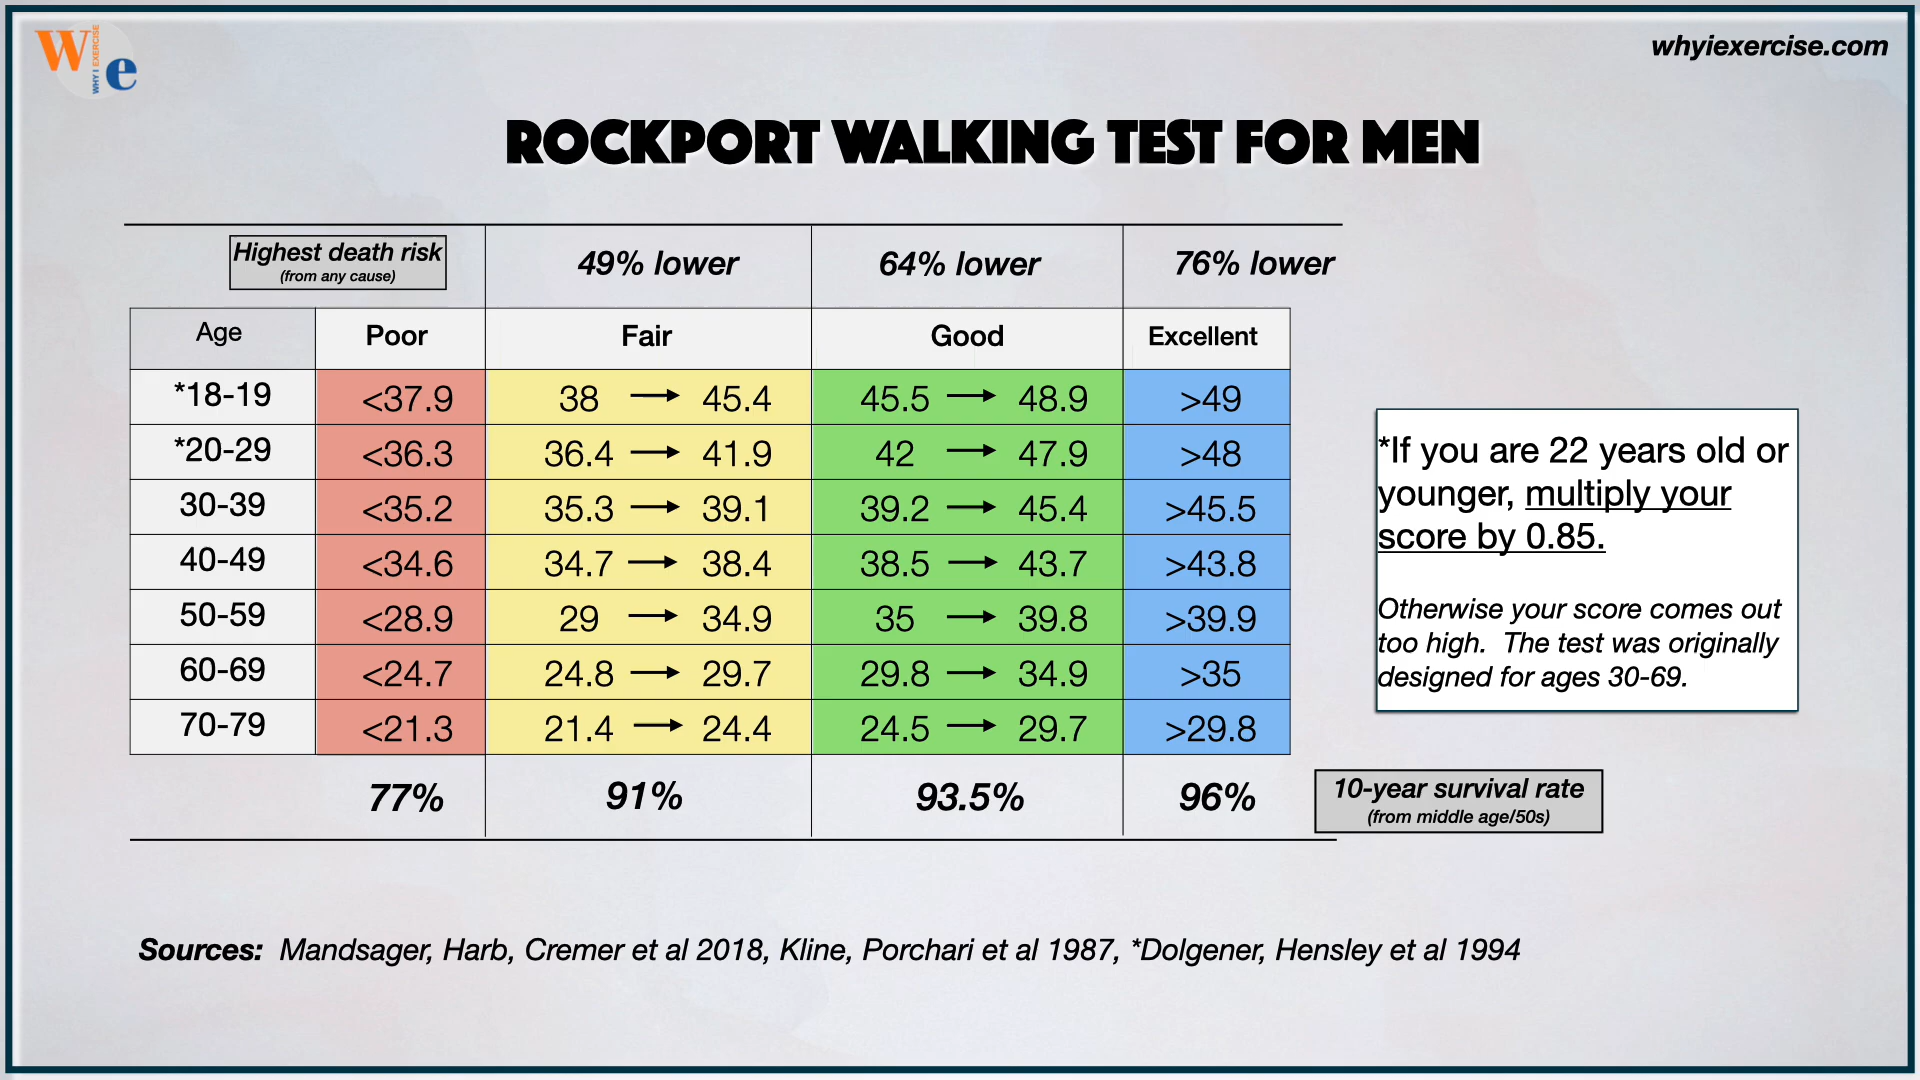 W
WHY I EXERCISE
e
whyiexercise.com
ROCKPORT WALKING TEST FOR MEN
Highest death risk 49% lower 64% lower 76% lower
(from any cause)
Age Poor Fair Good Excellent
*18-19 <37.9 38 → 45.4 45.5 → 48.9 >49
*20-29 <36.3 36.4 → 41.9 42 → 47.9 >48
30-39 <35.2 35.3 → 39.1 39.2 → 45.4 >45.5
40-49 <34.6 34.7 → 38.4 38.5 → 43.7 >43.8
50-59 <28.9 29 → 34.9 35 → 39.8 >39.9
60-69 <24.7 24.8 → 29.7 29.8 → 34.9 >35
70-79 <21.3 21.4 → 24.4 24.5 → 29.7 >29.8
77% 91% 93.5% 96% 10-year survival rate
(from middle age/50s)
*If you are 22 years old or
younger, multiply your
score by 0.85.
Otherwise your score comes out
too high. The test was originally
designed for ages 30-69.
Sources: Mandsager, Harb, Cremer et al 2018, Kline, Porchari et al 1987, *Dolgener, Hensley et al 1994